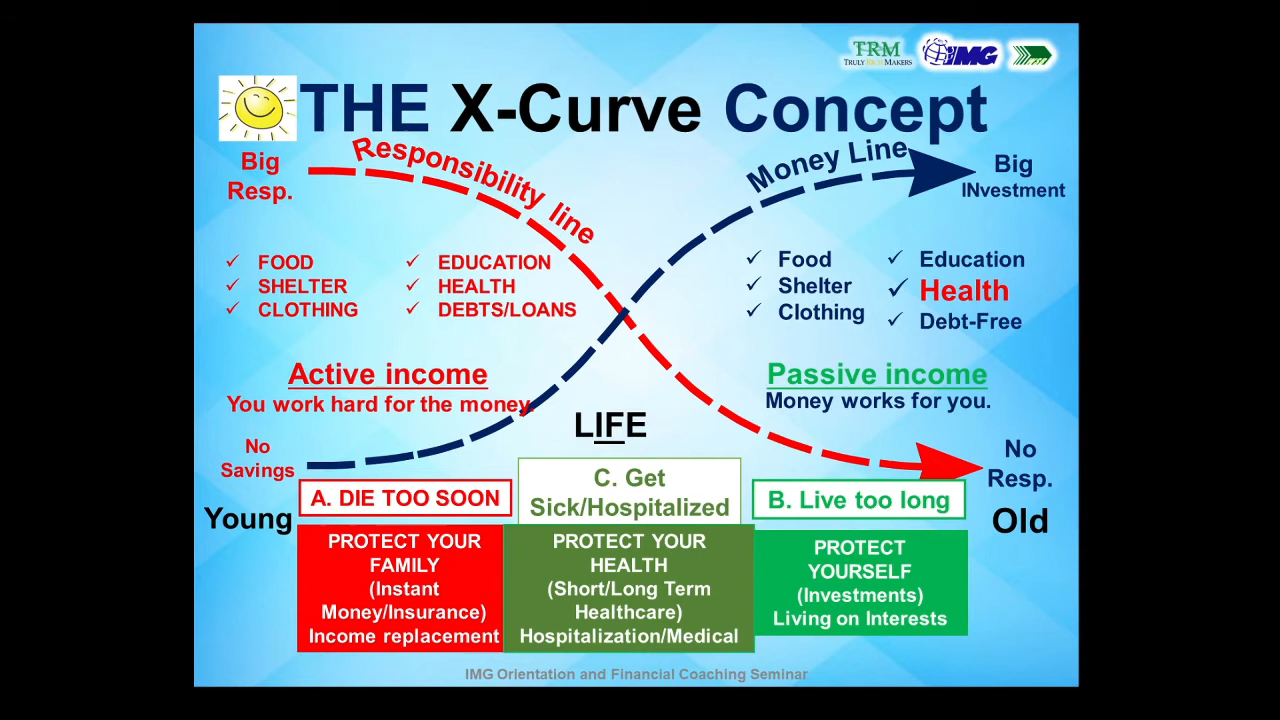 TRM
TRULY RICH MAKERS
IMG
THE X-Curve Concept
Big
Resp.
Responsibility line
Money Line
Big
INvestment
FOOD
SHELTER
CLOTHING
EDUCATION
HEALTH
DEBTS/LOANS
Food
Shelter
Clothing
Education
Health
Debt-Free
Active income
You work hard for the money.
Passive income
Money works for you.
LIFE
No
Savings
No
Resp.
Young
Old
A. DIE TOO SOON
PROTECT YOUR
FAMILY
(Instant
Money/Insurance)
Income replacement
C. Get
Sick/Hospitalized
PROTECT YOUR
HEALTH
(Short/Long Term
Healthcare)
Hospitalization/Medical
B. Live too long
PROTECT
YOURSELF
(Investments)
Living on Interests
IMG Orientation and Financial Coaching Seminar